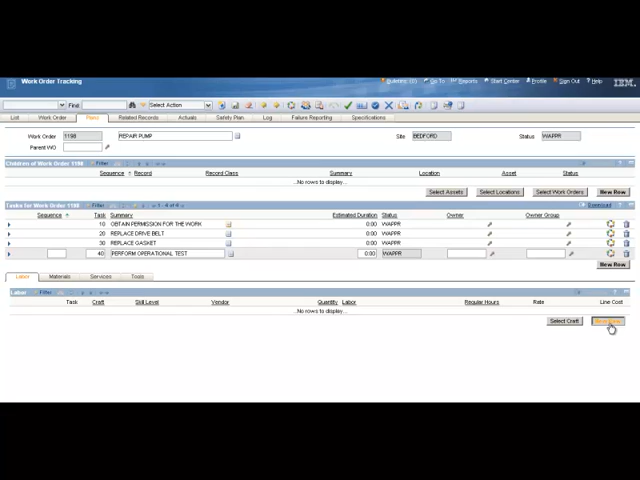 Work Order Tracking
Bulletins: (0) Go To Reports Start Center Profile Sign Out Help IBM
Find: Select Action
List Work Order Plans Related Records Actuals Safety Plan Log Failure Reporting Specifications
Work Order 1198 REPAIR PUMP Site BEDFORD Status WAPPR
Parent WO
Children of Work Order 1198 Filter
Sequence Record Record Class Summary Location Asset Status
...No rows to display...
Select Assets Select Locations Select Work Orders New Row
Tasks for Work Order 1198 Filter 1 - 4 of 4 Download
Sequence Task Summary Estimated Duration Status Owner Owner Group
10 OBTAIN PERMISSION FOR THE WORK 0:00 WAPPR
20 REPLACE DRIVE BELT 0:00 WAPPR
30 REPLACE GASKET 0:00 WAPPR
40 PERFORM OPERATIONAL TEST 0:00 WAPPR
New Row
Labor Materials Services Tools
Labor Filter
Task Craft Skill Level Vendor Quantity Labor Regular Hours Rate Line Cost
...No rows to display...
Select Craft New Row